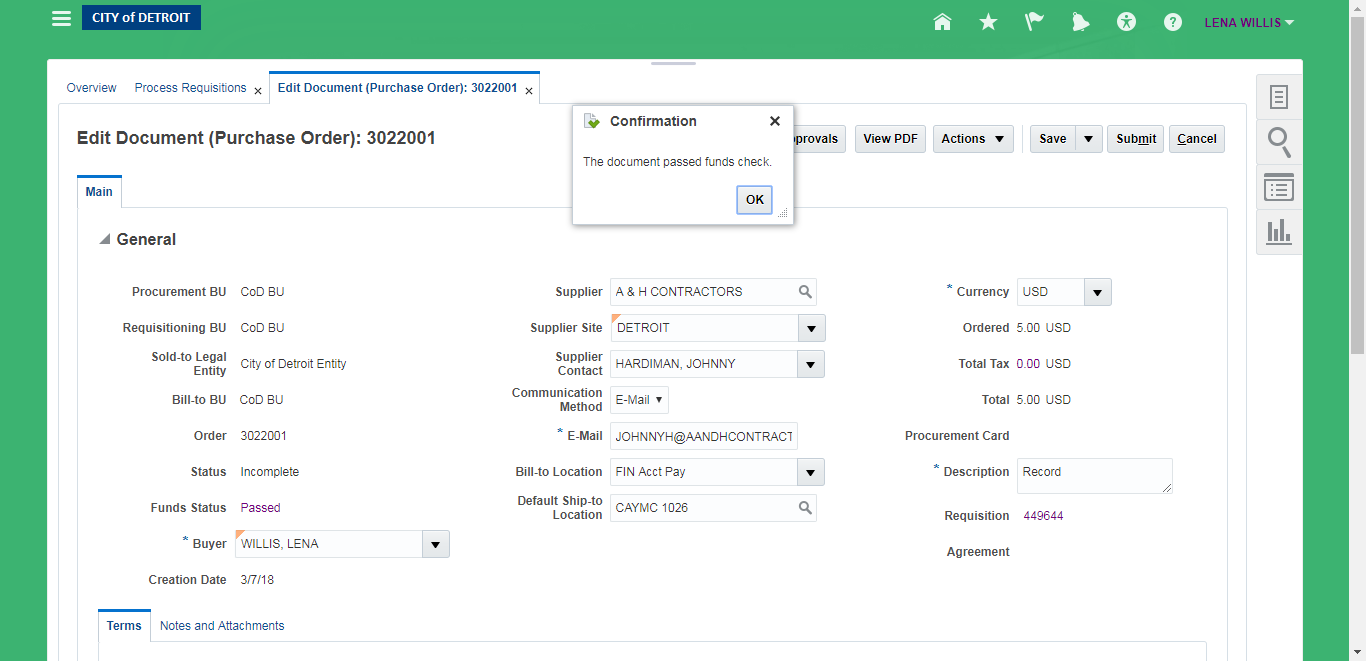 CITY of DETROIT
LENA WILLIS
Overview
Process Requisitions
Edit Document (Purchase Order): 3022001
Edit Document (Purchase Order): 3022001
Confirmation
The document passed funds check.
OK
View PDF
Actions
Save
Submit
Cancel
Main
General
Procurement BU CoD BU
Requisitioning BU CoD BU
Sold-to Legal
Entity
City of Detroit Entity
Bill-to BU CoD BU
Order 3022001
Status Incomplete
Funds Status Passed
* Buyer WILLIS, LENA
Creation Date 3/7/18
Supplier A & H CONTRACTORS
Supplier Site DETROIT
Supplier
Contact
HARDIMAN, JOHNNY
Communication
Method
E-Mail
* E-Mail JOHNNYH@AANDHCONTRACT
Bill-to Location FIN Acct Pay
Default Ship-to
Location
CAYMC 1026
* Currency USD
Ordered 5.00 USD
Total Tax 0.00 USD
Total 5.00 USD
Procurement Card
* Description Record
Requisition 449644
Agreement
Terms
Notes and Attachments